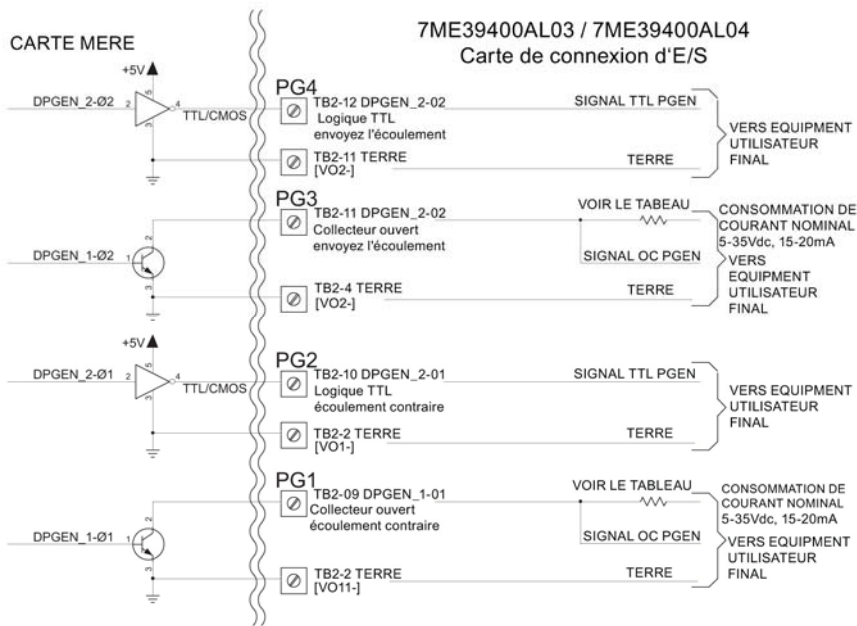 7ME39400AL03 / 7ME39400AL04
Carte de connexion d'E/S
CARTE MERE
+5V
5
DPGEN_2-Ø2
2
4
3
TTL/CMOS
PG4
TB2-12 DPGEN_2-02
Logique TTL
envoyez l'écoulement
SIGNAL TTL PGEN
TB2-11 TERRE
[VO2-]
TERRE
VERS EQUIPMENT
UTILISATEUR
FINAL
PG3
TB2-11 DPGEN_2-02
Collecteur ouvert
envoyez l'écoulement
VOIR LE TABEAU
SIGNAL OC PGEN
2
DPGEN_1-Ø2
1
3
TB2-4 TERRE
[VO2-]
TERRE
CONSOMMATION DE
COURANT NOMINAL
5-35Vdc, 15-20mA
VERS
EQUIPMENT
UTILISATEUR
FINAL
+5V
5
DPGEN_2-Ø1
2
4
3
TTL/CMOS
PG2
TB2-10 DPGEN_2-01
Logique TTL
écoulement contraire
SIGNAL TTL PGEN
TB2-2 TERRE
[VO1-]
TERRE
VERS EQUIPMENT
UTILISATEUR
FINAL
PG1
TB2-09 DPGEN_1-01
Collecteur ouvert
écoulement contraire
VOIR LE TABLEAU
SIGNAL OC PGEN
2
DPGEN_1-Ø1
1
3
TB2-2 TERRE
[VO11-]
TERRE
CONSOMMATION DE
COURANT NOMINAL
5-35Vdc, 15-20mA
VERS EQUIPMENT
UTILISATEUR
FINAL